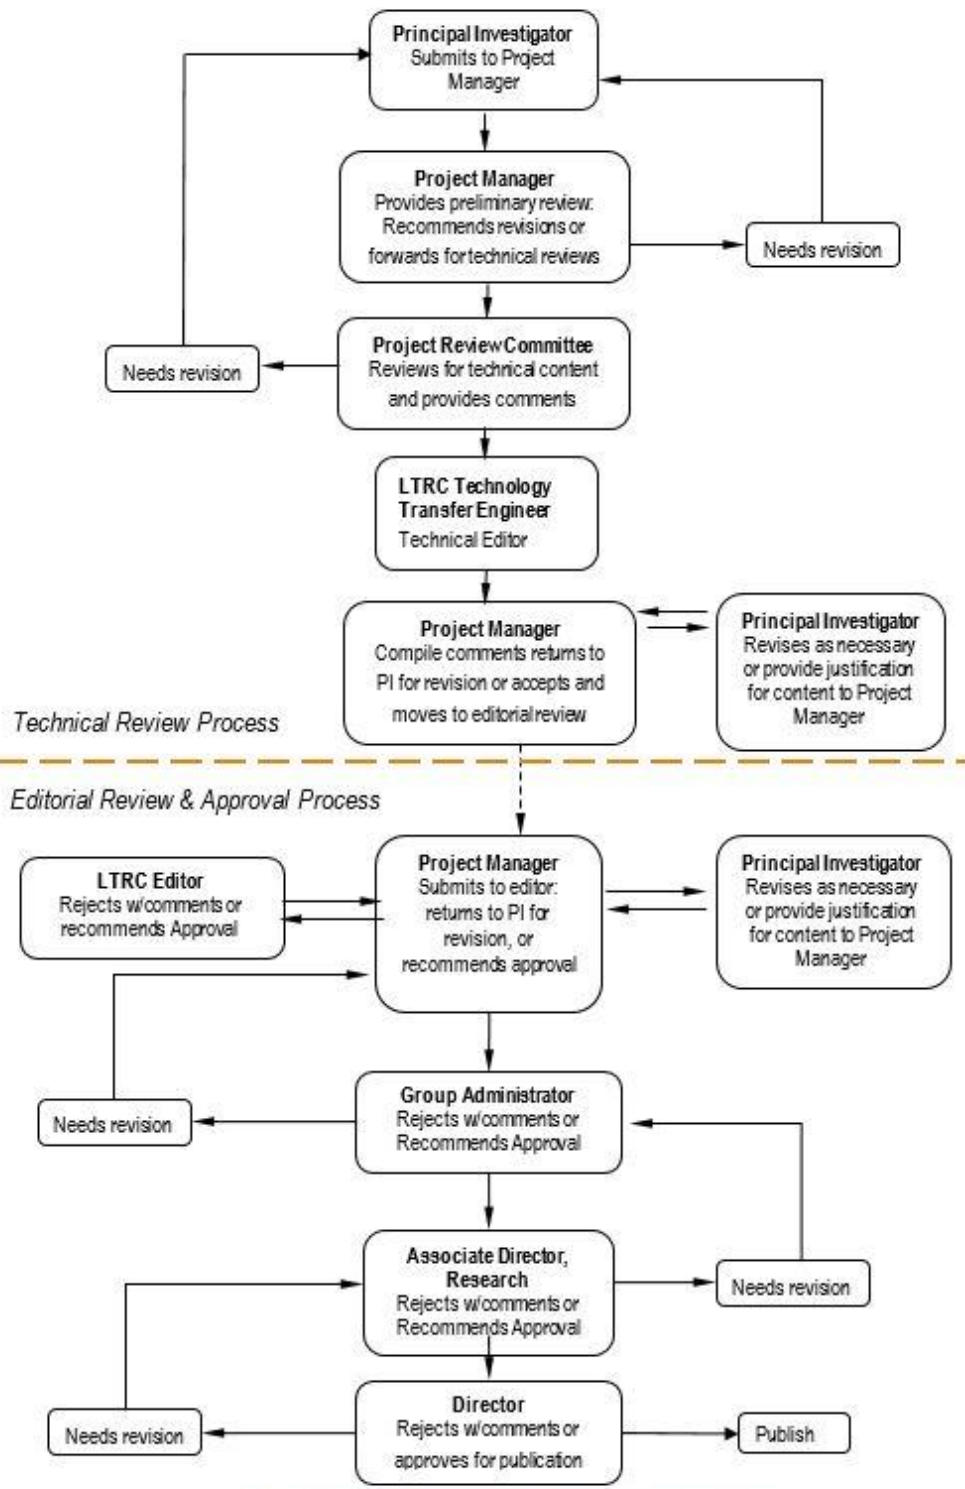 Principal Investigator
Submits to Project
Manager
Project Manager
Provides preliminary review:
Recommends revisions or
forwards for technical reviews
Needs revision
Project Review Committee
Reviews for technical content
and provides comments
Needs revision
LTRC Technology
Transfer Engineer
Technical Editor
Project Manager
Compile comments returns to
PI for revision or accepts and
moves to editorial review
Principal Investigator
Revises as necessary
or provide justification
for content to Project
Manager
Technical Review Process
Editorial Review & Approval Process
LTRC Editor
Rejects w/comments or
recommends Approval
Project Manager
Submits to editor:
returns to PI for
revision, or
recommends approval
Principal Investigator
Revises as necessary
or provide justification
for content to Project
Manager
Group Administrator
Rejects w/comments or
Recommends Approval
Needs revision
Associate Director,
Research
Rejects w/comments or
Recommends Approval
Needs revision
Director
Rejects w/comments or
approves for publication
Needs revision
Publish